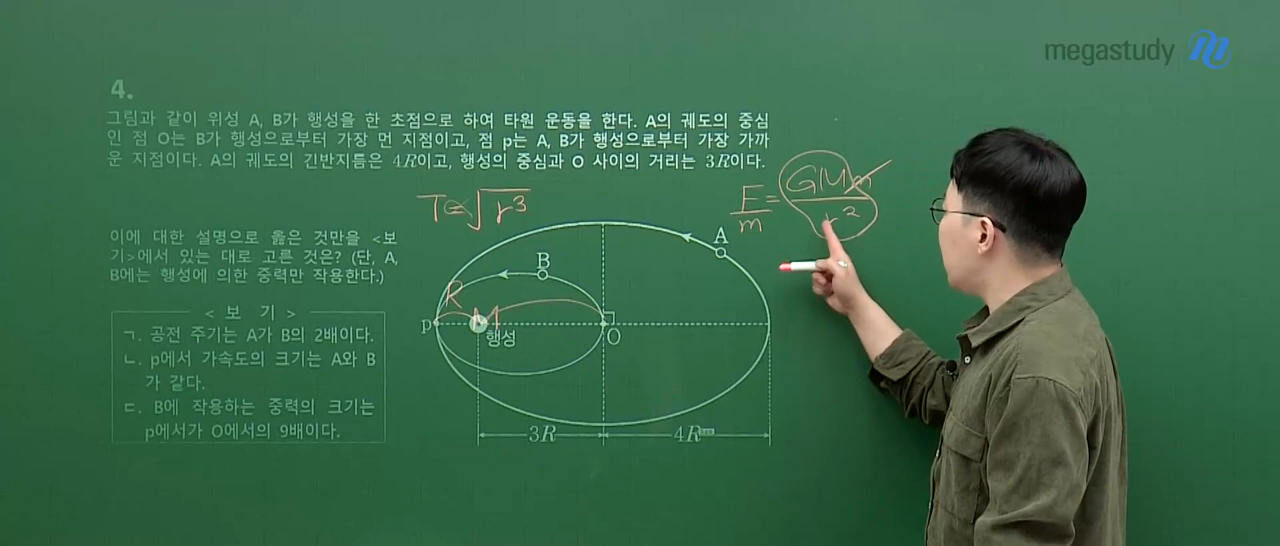 megastudy
4.
그림과 같이 위성 A, B가 행성을 한 초점으로 하여 타원 운동을 한다. A의 궤도의 중심
인 점 O는 B가 행성으로부터 가장 먼 지점이고, 점 p는 A, B가 행성으로부터 가장 가까
운 지점이다. A의 궤도의 긴반지름은 4R이고, 행성의 중심과 O 사이의 거리는 3R이다.
T∝√r³
F/m = GMm/r²
이에 대한 설명으로 옳은 것만을 <보
기>에서 있는 대로 고른 것은? (단, A,
B에는 행성에 의한 중력만 작용한다.)
< 보 기 >
ㄱ. 공전 주기는 A가 B의 2배이다.
ㄴ. p에서 가속도의 크기는 A와 B
가 같다.
ㄷ. B에 작용하는 중력의 크기는
p에서가 O에서의 9배이다.
A
B
R
p
M
행성
O
3R
4R